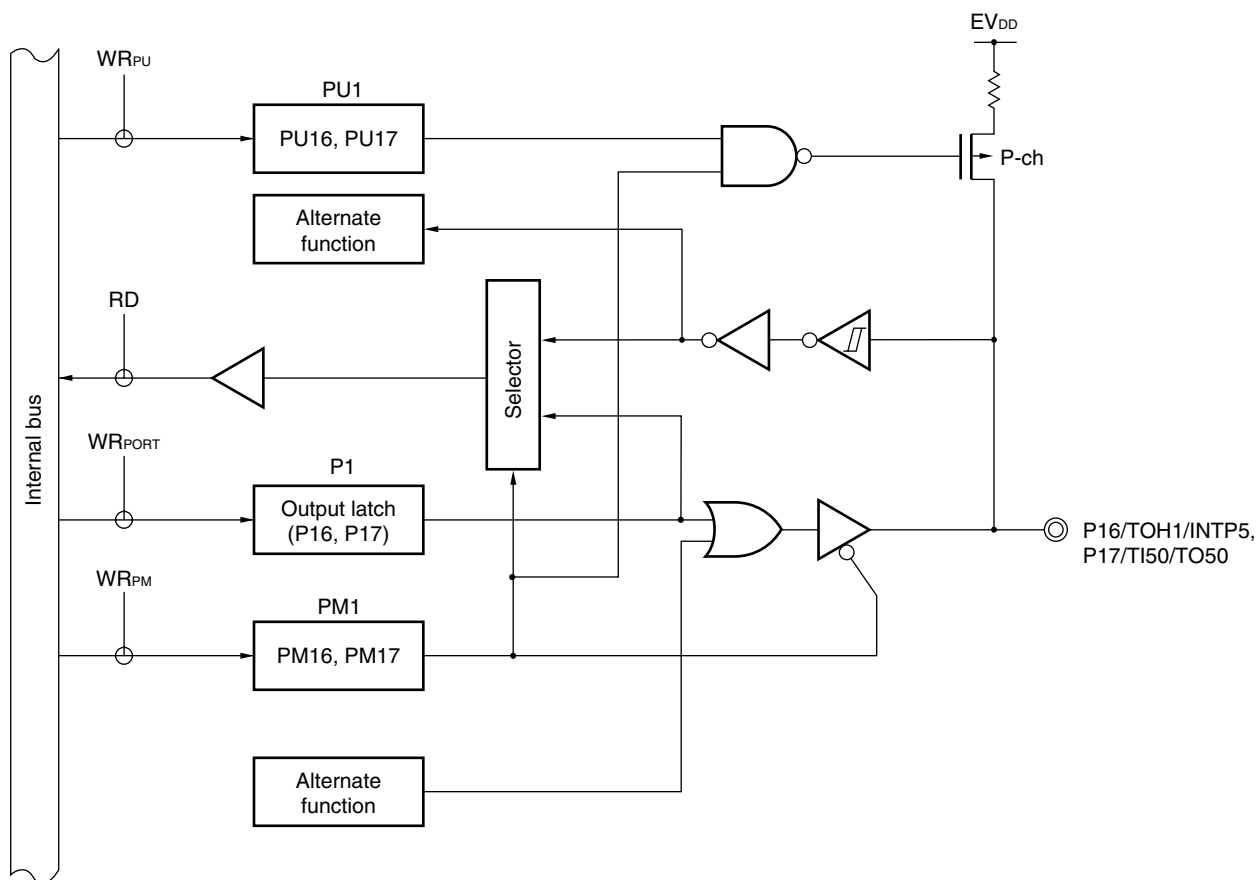 EVDD
WRPU
PU1
PU16, PU17
P-ch
Alternate
function
RD
Selector
Internal bus
WRPORT
P1
Output latch
(P16, P17)
P16/TOH1/INTP5,
P17/TI50/TO50
WRPM
PM1
PM16, PM17
Alternate
function